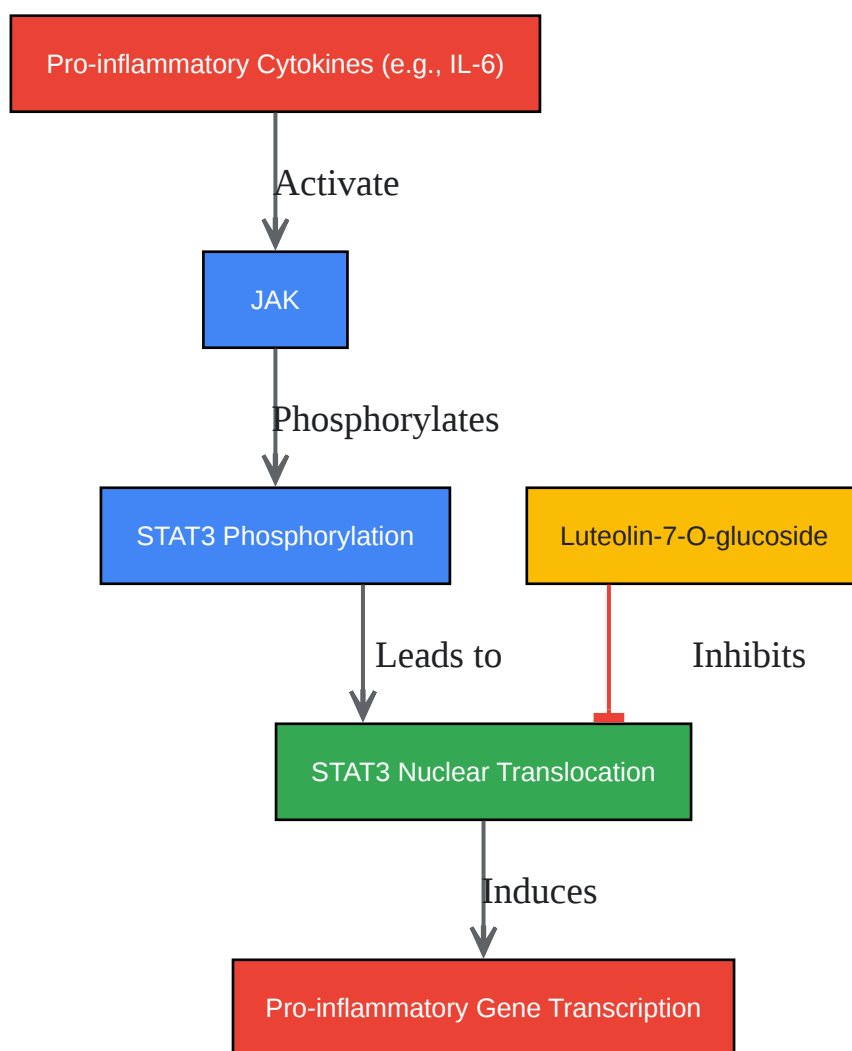 Pro-inflammatory Cytokines (e.g., IL-6)
Activate
JAK
Phosphorylates
STAT3 Phosphorylation
Luteolin-7-O-glucoside
Leads to
Inhibits
STAT3 Nuclear Translocation
Induces
Pro-inflammatory Gene Transcription